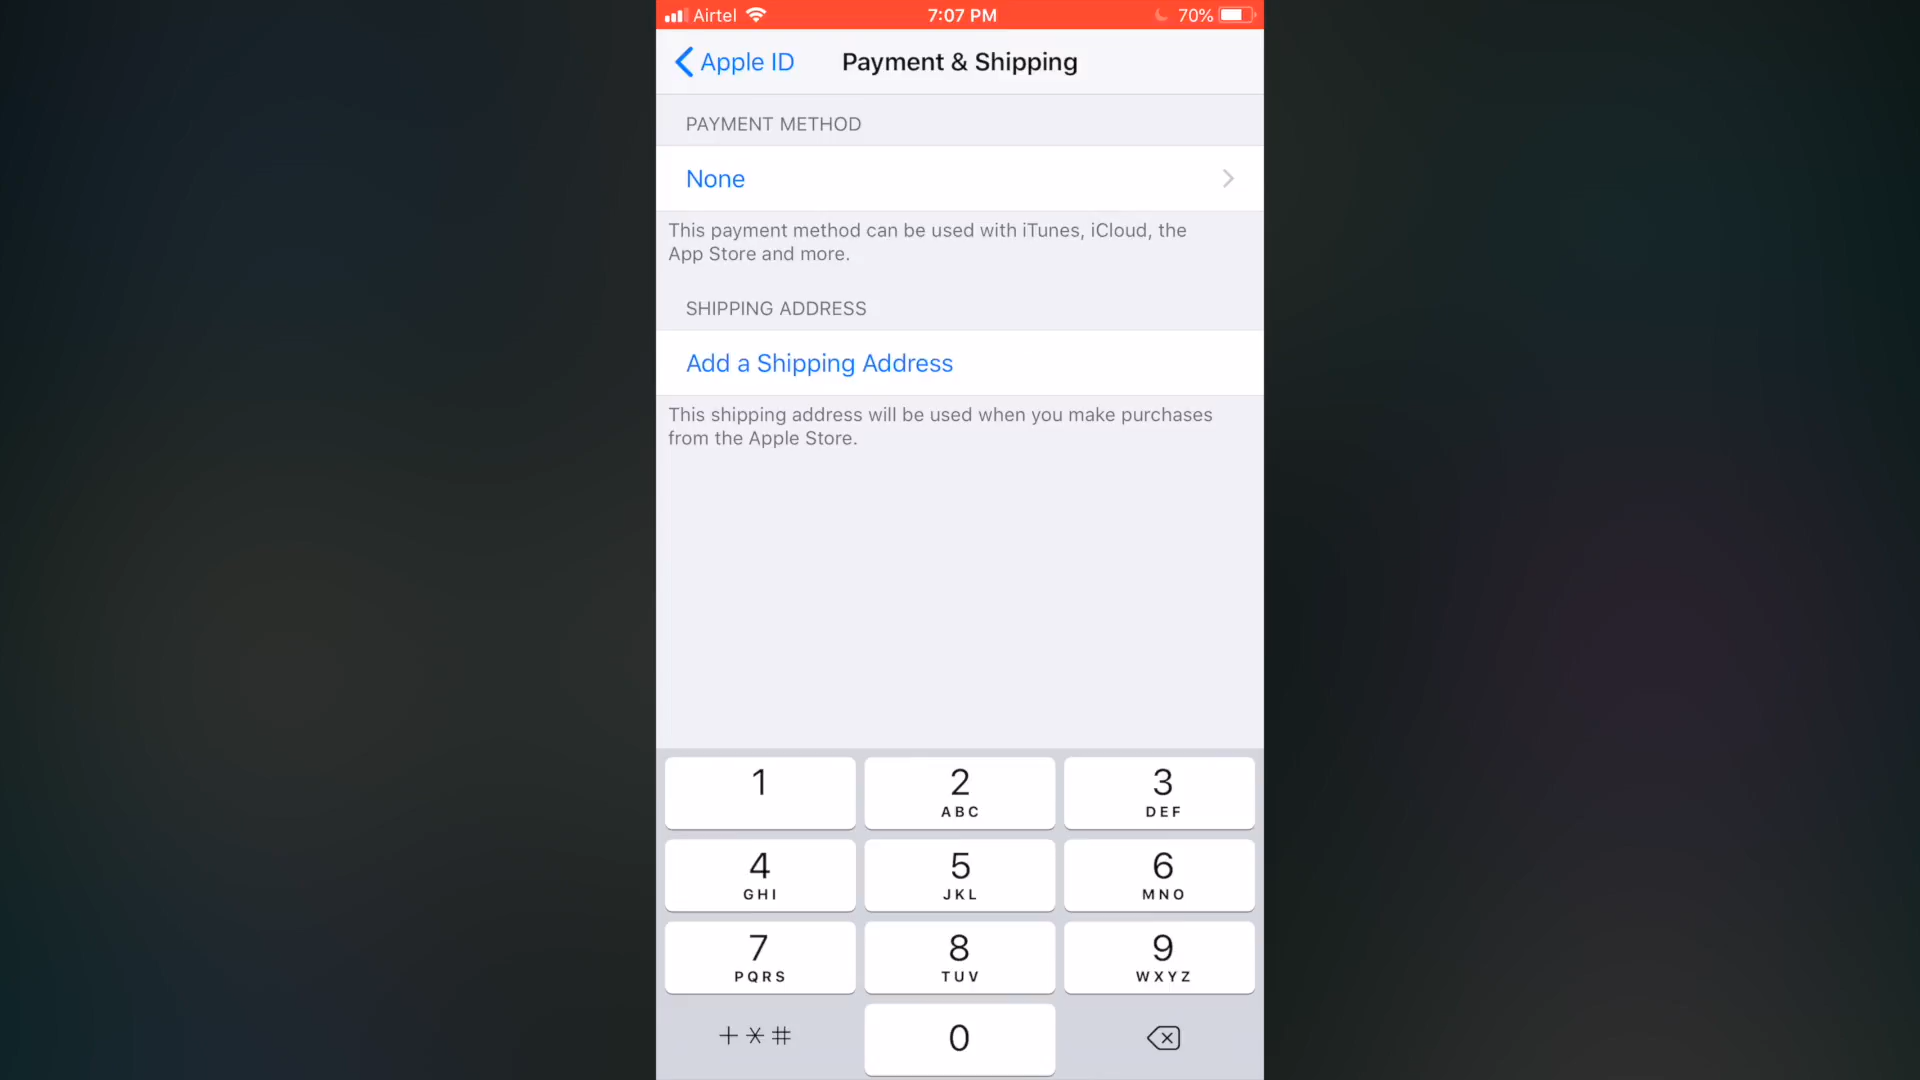 Airtel 7:07 PM 70%
Apple ID Payment & Shipping
PAYMENT METHOD
None
This payment method can be used with iTunes, iCloud, the
App Store and more.
SHIPPING ADDRESS
Add a Shipping Address
This shipping address will be used when you make purchases
from the Apple Store.
1 2 3
ABC DEF
4 5 6
GHI JKL MNO
7 8 9
PQRS TUV WXYZ
+*# 0